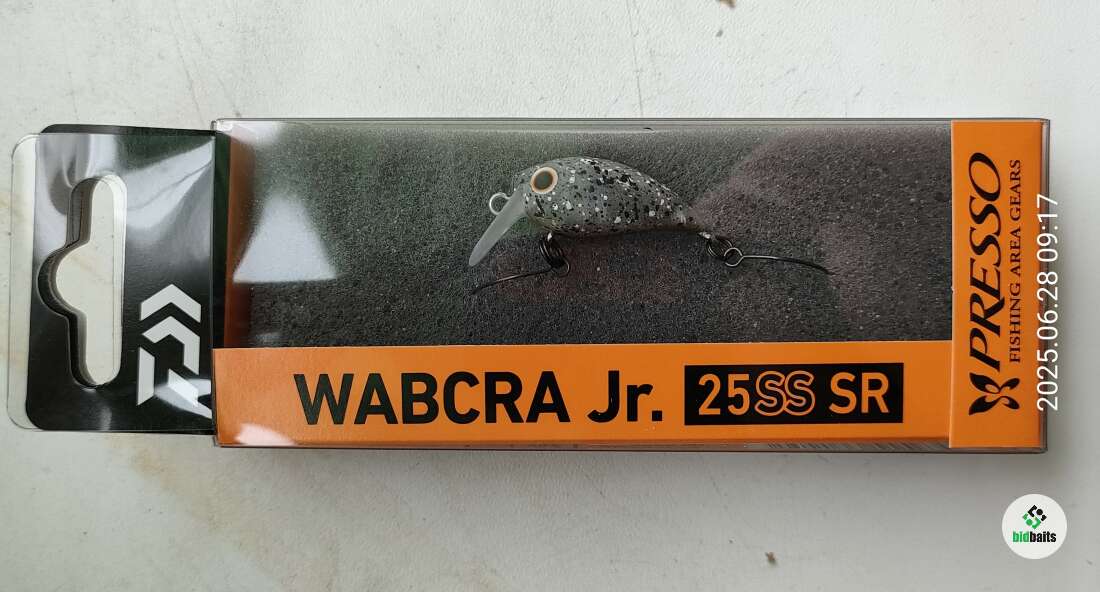 WABCRA Jr. 25SS SR
PRESSO
FISHING AREA GEARS
2025.06.28 09:17
bidbaits